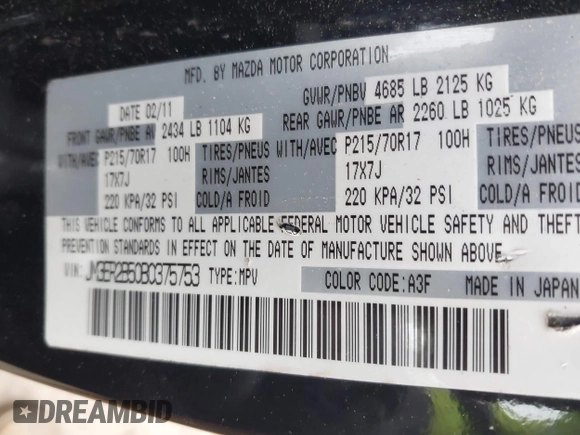 MFD. BY MAZDA MOTOR CORPORATION
DATE 02/11 GVWR/PNBV 4685 LB 2125 KG
FRONT GAWR/PNBE AV 2434 LB 1104 KG REAR GAWR/PNBE AR 2260 LB 1025 KG
WITH/AVEC P215/70R17 100H TIRES/PNEUS WITH/AVEC P215/70R17 100H TIRES/PNEUS
17X7J RIMS/JANTES 17X7J RIMS/JANTES
220 KPA/32 PSI COLD/A FROID 220 KPA/32 PSI COLD/A FROID
THIS VEHICLE CONFORMS TO ALL APPLICABLE FEDERAL MOTOR VEHICLE SAFETY AND THEFT
PREVENTION STANDARDS IN EFFECT ON THE DATE OF MANUFACTURE SHOWN ABOVE.
VIN: JM3ER2B50B0375753 TYPE:MPV COLOR CODE:A3F MADE IN JAPAN
DREAMBID